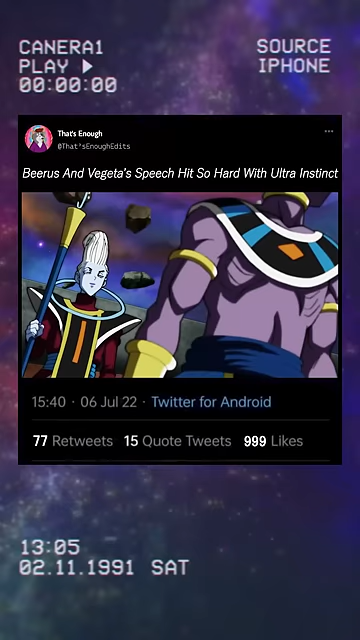 CANERA1
PLAY ▶
00:00:00
SOURCE
IPHONE
That's Enough
@That'sEnoughEdits
Beerus And Vegeta's Speech Hit So Hard With Ultra Instinct
15:40 · 06 Jul 22 · Twitter for Android
77 Retweets 15 Quote Tweets 999 Likes
13:05
02.11.1991 SAT